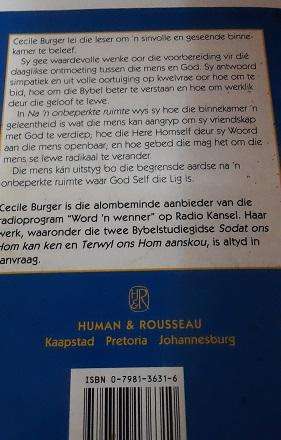 Cecile Burger lei die leser om 'n sinvolle en geseënde binne-
kamer te beleef.
Sy gee waardevolle wenke oor die voorbereiding vir dié
daaglikse ontmoeting tussen die mens en God. Sy antwoord
simpatiek en uit volle oortuiging op kwelvrae oor hoe om te
bid, hoe om die Bybel beter te verstaan en hoe om werklik
deur die geloof te lewe.
In Na 'n onbeperkte ruimte wys sy hoe die binnekamer 'n
geleentheid is wat die mens kan aangryp om sy vriendskap
met God te verdiep; hoe die Here Homself deur sy Woord
aan die mens openbaar; en hoe gebed die mag het om die
mens se lewe radikaal te verander.
Die mens kan uitstyg bo die begrensde aardse na 'n
onbeperkte ruimte waar God Self die Lig is.
Cecile Burger is die alombeminde aanbieder van die
radioprogram "Word 'n wenner" op Radio Kansel. Haar
werk, waaronder die twee Bybelstudiegidse Sodat ons
Hom kan ken en Terwyl ons Hom aanskou, is altyd in
aanvraag.
H&R
HUMAN & ROUSSEAU
Kaapstad Pretoria Johannesburg
ISBN 0-7981-3631-6